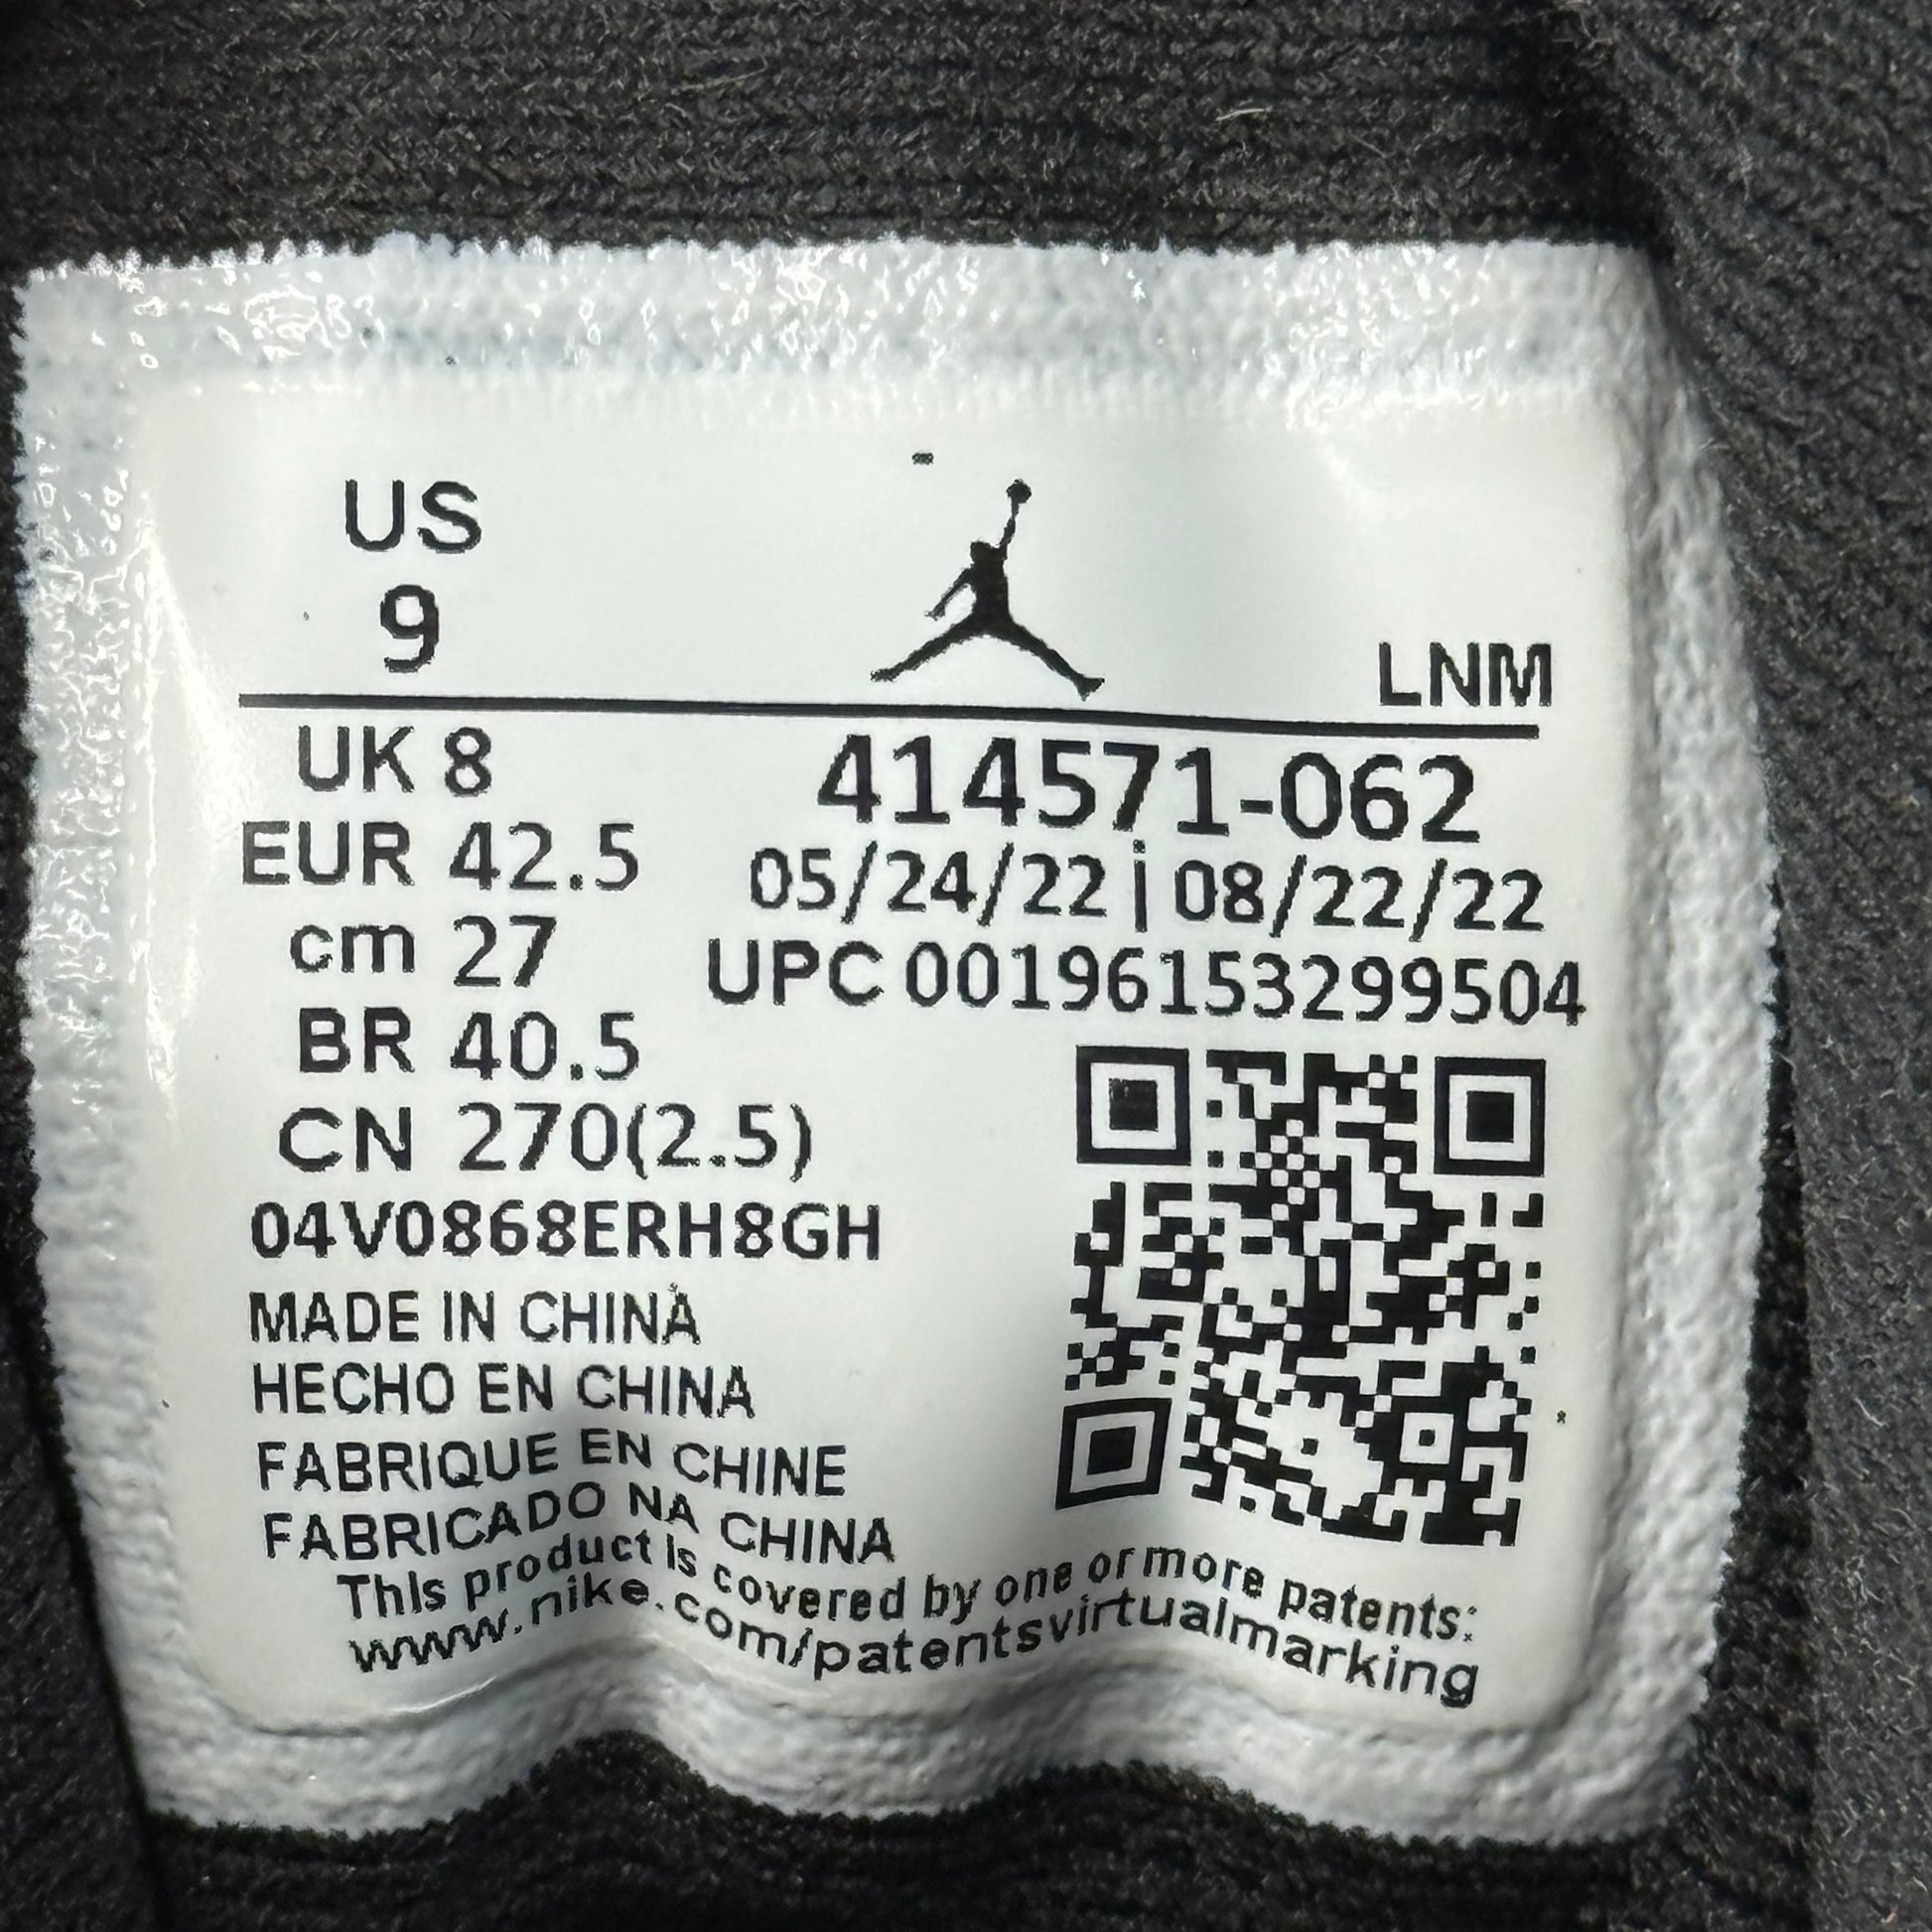 US
9
LNM
UK 8
EUR 42.5
cm 27
BR 40.5
CN 270(2.5)
414571-062
05/24/22 | 08/22/22
UPC 00196153299504
04V0868ERH8GH
MADE IN CHINA
HECHO EN CHINA
FABRIQUE EN CHINE
FABRICADO NA CHINA
This product is covered by one or more patents:
www.nike.com/patentsvirtualmarking